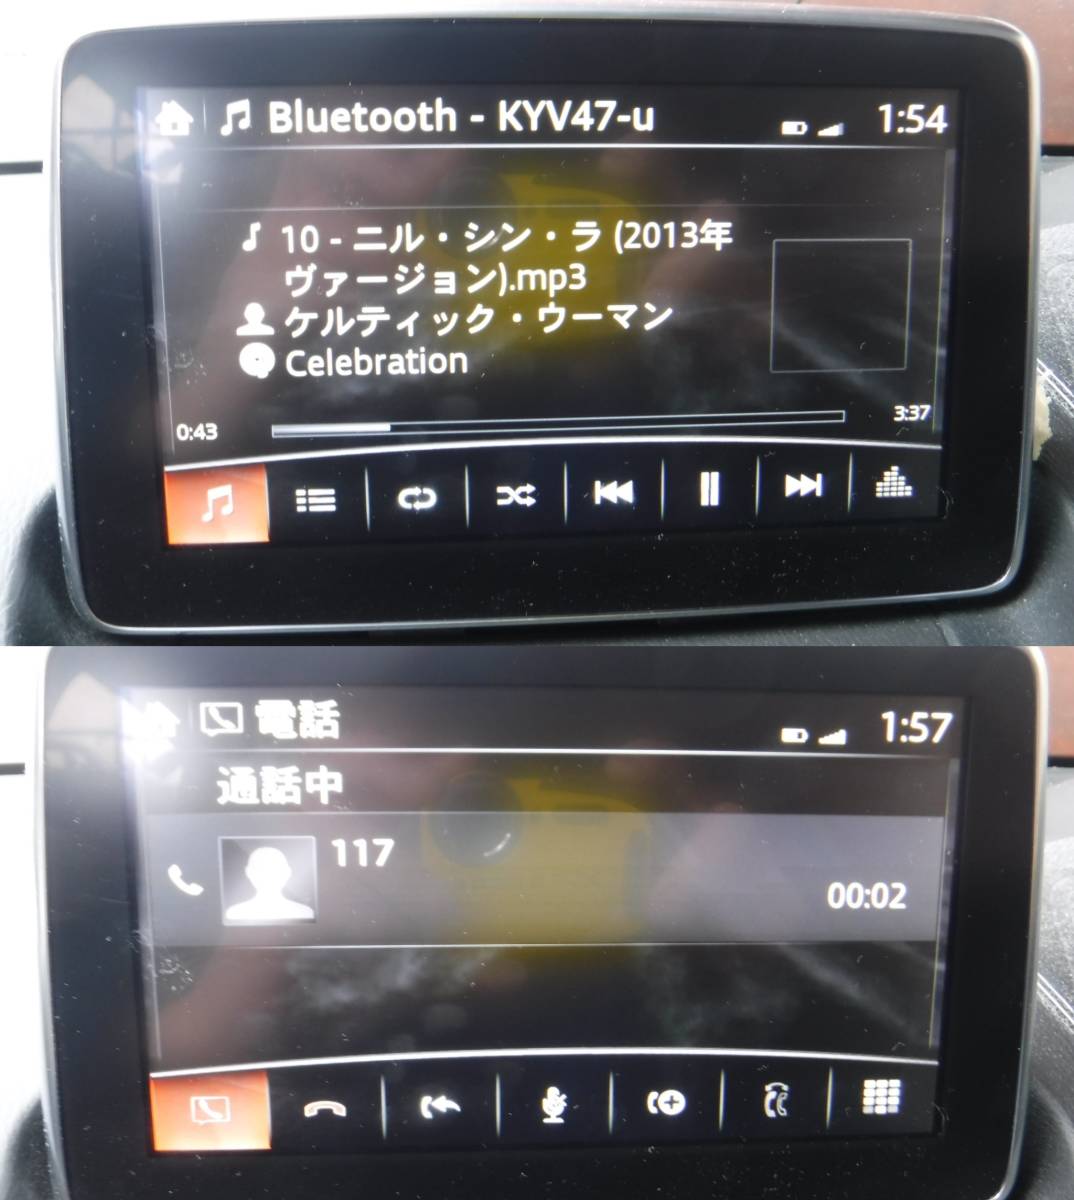 Bluetooth - KYV47-u
1:54
10 - ニル・シン・ラ (2013年
ヴァージョン).mp3
ケルティック・ウーマン
Celebration
0:43
3:37
電話
1:57
通話中
117
00:02